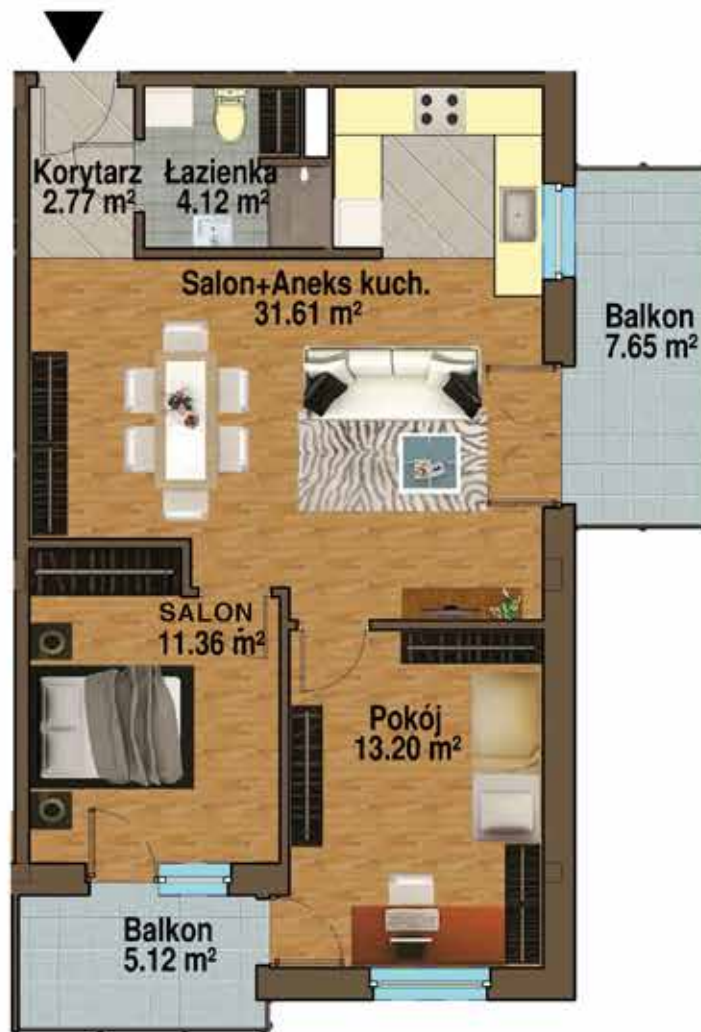 Korytarz
2.77 m²
Łazienka
4.12 m²
Salon+Aneks kuch.
31.61 m²
Balkon
7.65 m²
SALON
11.36 m²
Pokój
13.20 m²
Balkon
5.12 m²